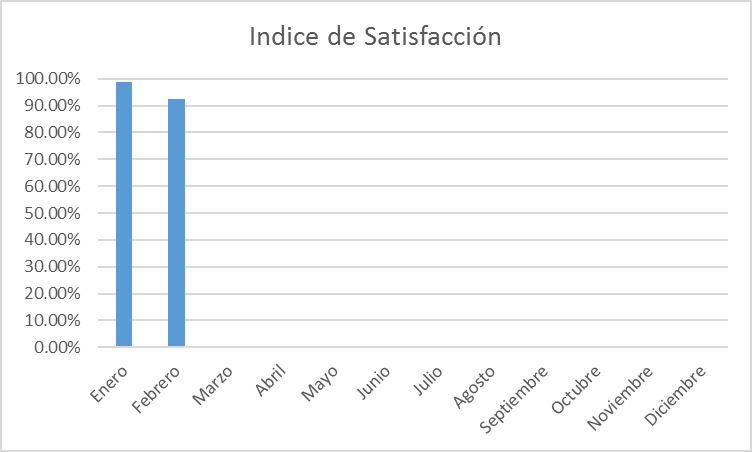 Indice de Satisfacción
100.00%
90.00%
80.00%
70.00%
60.00%
50.00%
40.00%
30.00%
20.00%
10.00%
0.00%
Enero
Febrero
Marzo
Abril
Mayo
Junio
Julio
Agosto
Septiembre
Octubre
Noviembre
Diciembre